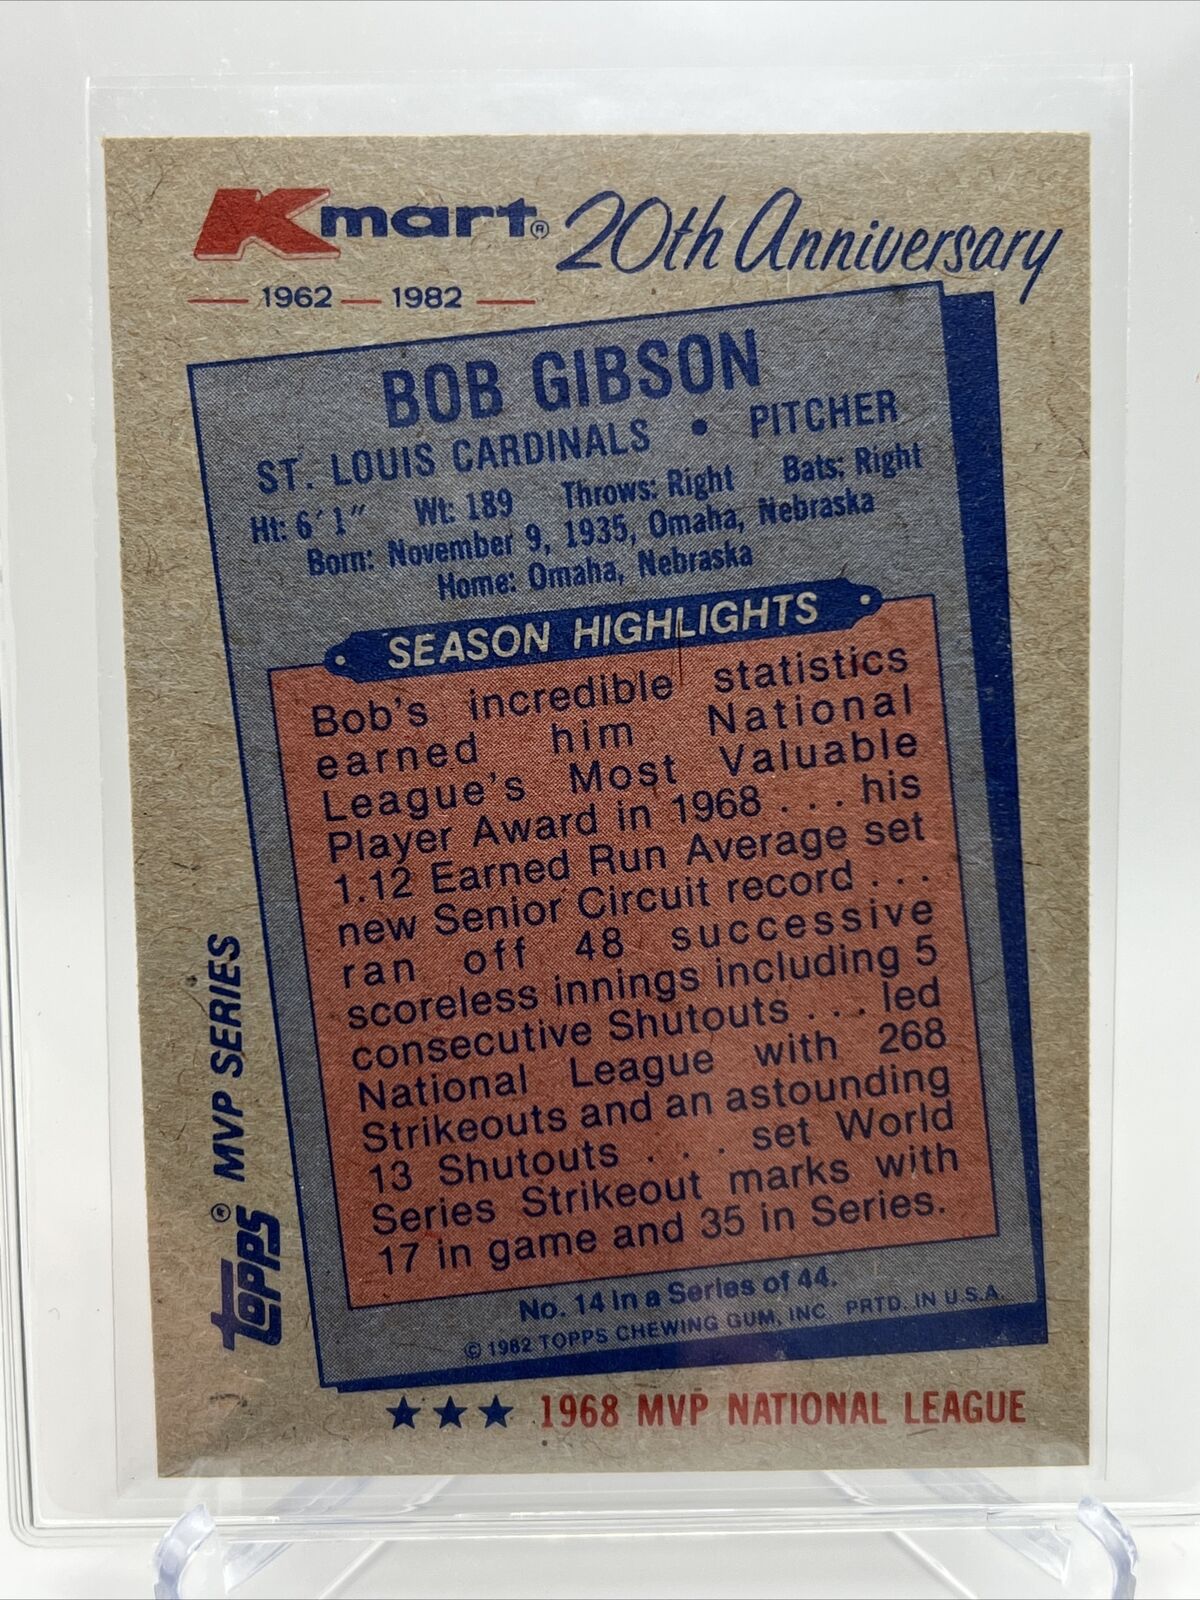 Kmart® 20th Anniversary
— 1962 — 1982 —
BOB GIBSON
ST. LOUIS CARDINALS • PITCHER
Ht: 6'1" Wt: 189 Throws: Right Bats: Right
Born: November 9, 1935, Omaha, Nebraska
Home: Omaha, Nebraska
SEASON HIGHLIGHTS
Bob's incredible statistics
earned him National
League's Most Valuable
Player Award in 1968 . . . his
1.12 Earned Run Average set
new Senior Circuit record . . .
ran off 48 successive
scoreless innings including 5
consecutive Shutouts . . . led
National League with 268
Strikeouts and an astounding
13 Shutouts . . . set World
Series Strikeout marks with
17 in game and 35 in Series.
No. 14 in a Series of 44.
© 1982 TOPPS CHEWING GUM, INC. PRTD. IN U.S.A.
TOPPS® MVP SERIES
★★★ 1968 MVP NATIONAL LEAGUE